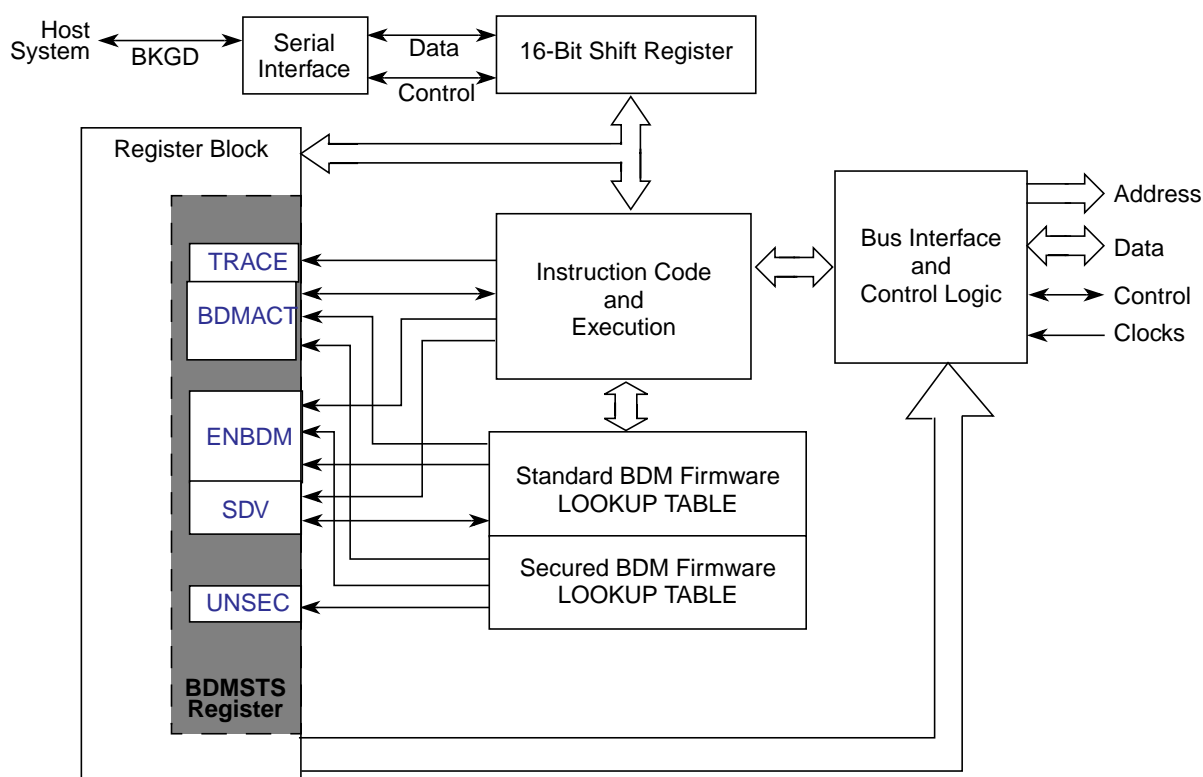 Host
System
BKGD
Serial
Interface
Data
Control
16-Bit Shift Register
Register Block
TRACE
BDMACT
ENBDM
SDV
UNSEC
BDMSTS
Register
Instruction Code
and
Execution
Standard BDM Firmware
LOOKUP TABLE
Secured BDM Firmware
LOOKUP TABLE
Bus Interface
and
Control Logic
Address
Data
Control
Clocks